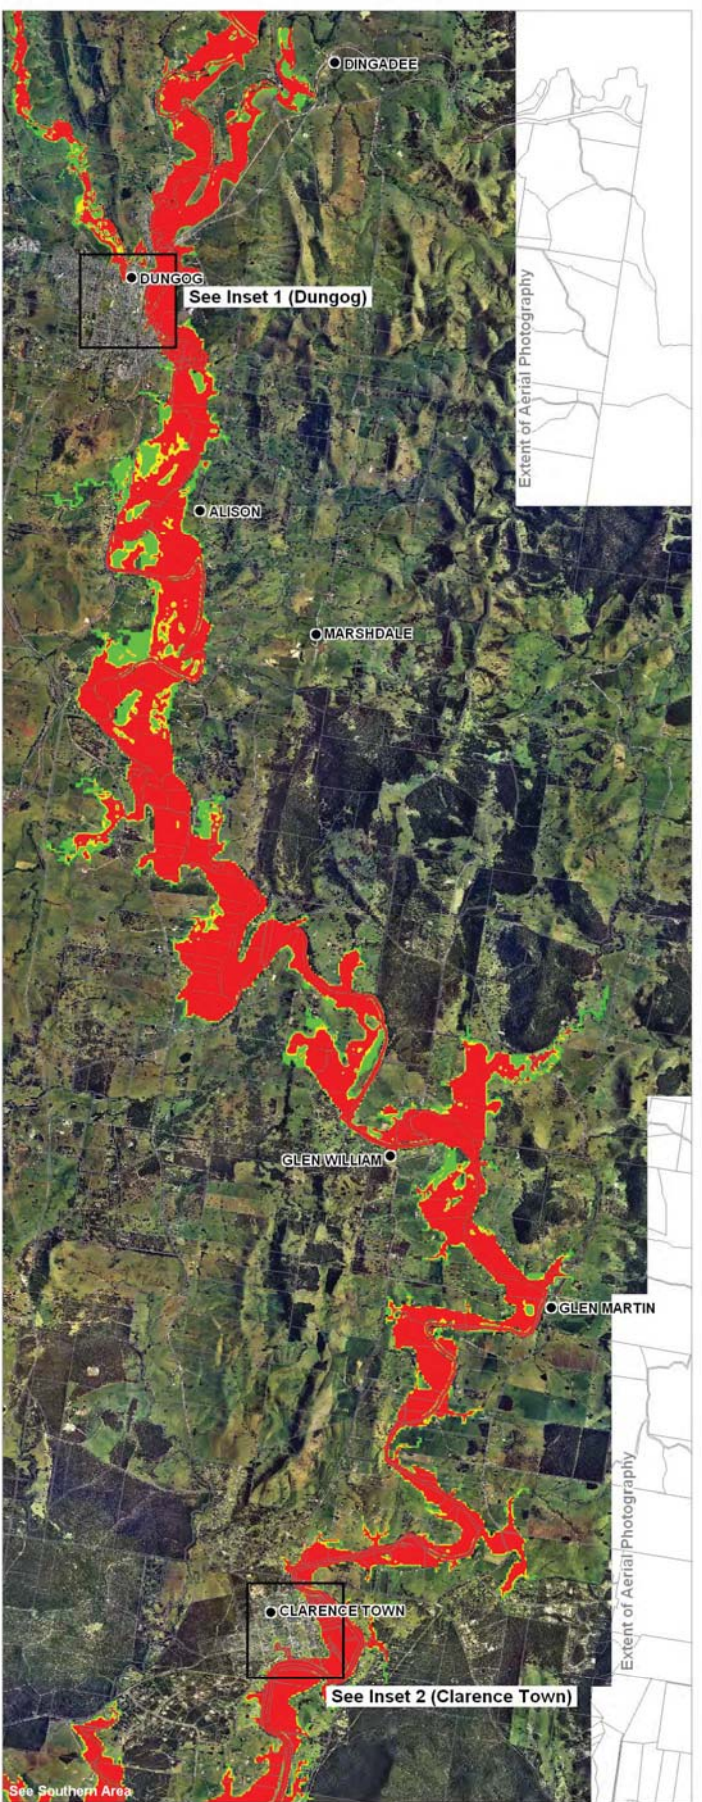 DINGADEE
DUNGOG
See Inset 1 (Dungog)
Extent of Aerial Photography
ALISON
MARSHDALE
GLEN WILLIAM
GLEN MARTIN
Extent of Aerial Photography
CLARENCE TOWN
See Inset 2 (Clarence Town)
See Southern Area